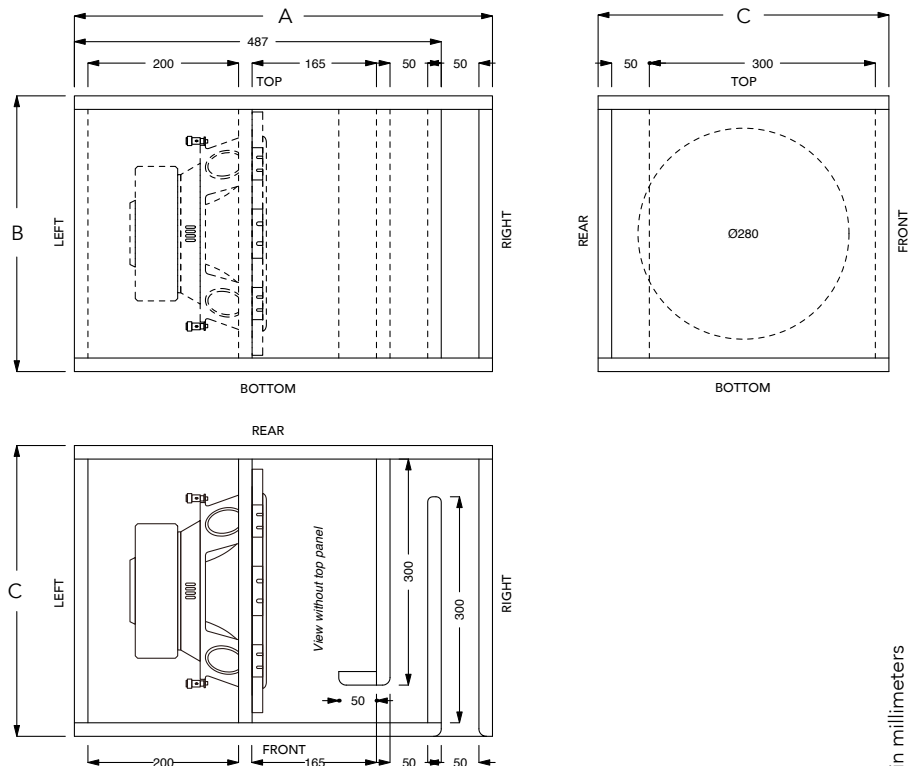 A
C
487
200
165
50
50
50
300
TOP
TOP
B
LEFT
RIGHT
REAR
Ø280
FRONT
BOTTOM
BOTTOM
REAR
C
LEFT
View without top panel
300
300
RIGHT
50
FRONT
200
165
50
50
in millimeters